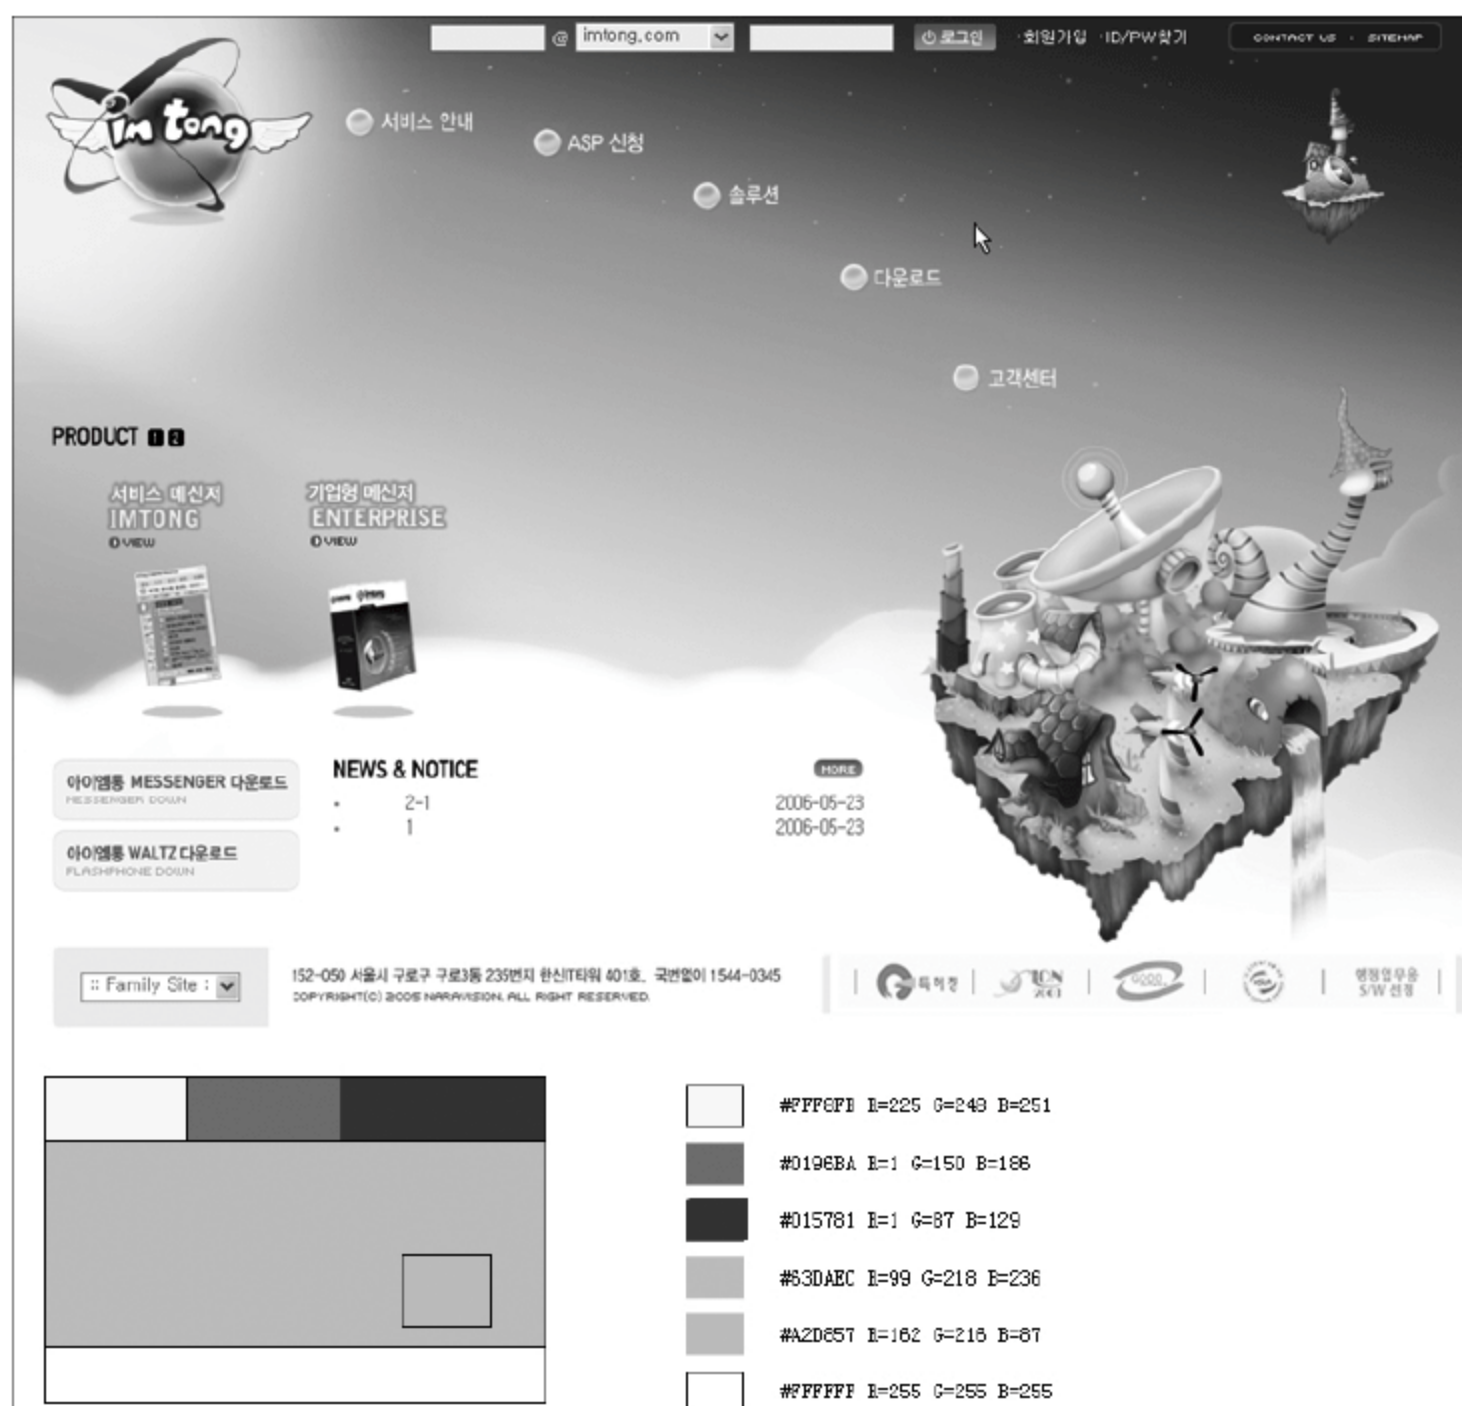 @ imtong.com 로그인 ·회원가입 ·ID/PW찾기 CONTACT US · SITEMAP
im tong
서비스 안내
ASP 신청
솔루션
다운로드
고객센터
PRODUCT 1 2
서비스 메신저
IMTONG
VIEW
기업형 메신저
ENTERPRISE
VIEW
아이엠통 MESSENGER 다운로드
MESSENGER DOWN
아이엠통 WALTZ 다운로드
FLASHPHONE DOWN
NEWS & NOTICE MORE
2-1 2006-05-23
1 2006-05-23
:: Family Site :
152-050 서울시 구로구 구로3동 235번지 한신IT타워 401호, 국번없이 1544-0345
COPYRIGHT(C) 2005 NARAVISION. ALL RIGHT RESERVED.
특허청
ICON
2003
GOOD
행정업무용
S/W 선정
#FFF8FB R=225 G=248 B=251
#0196BA R=1 G=150 B=186
#015781 R=1 G=87 B=129
#63DAEC R=99 G=218 B=236
#A2D857 R=162 G=216 B=87
#FFFFFF R=255 G=255 B=255